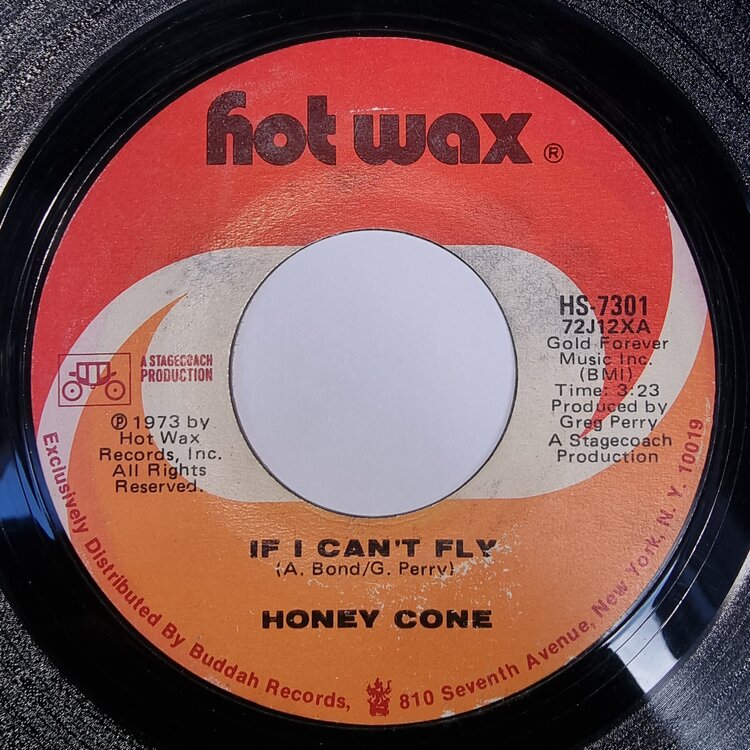 hot wax ®
HS-7301
72J12XA
Gold Forever
Music Inc.
(BMI)
Time: 3:23
Produced by
Greg Perry
A Stagecoach
Production
A STAGECOACH
PRODUCTION
℗ 1973 by
Hot Wax
Records, Inc.
All Rights
Reserved.
IF I CAN'T FLY
(A. Bond/G. Perry)
HONEY CONE
Exclusively Distributed By Buddah Records, 810 Seventh Avenue, New York, N. Y. 10019